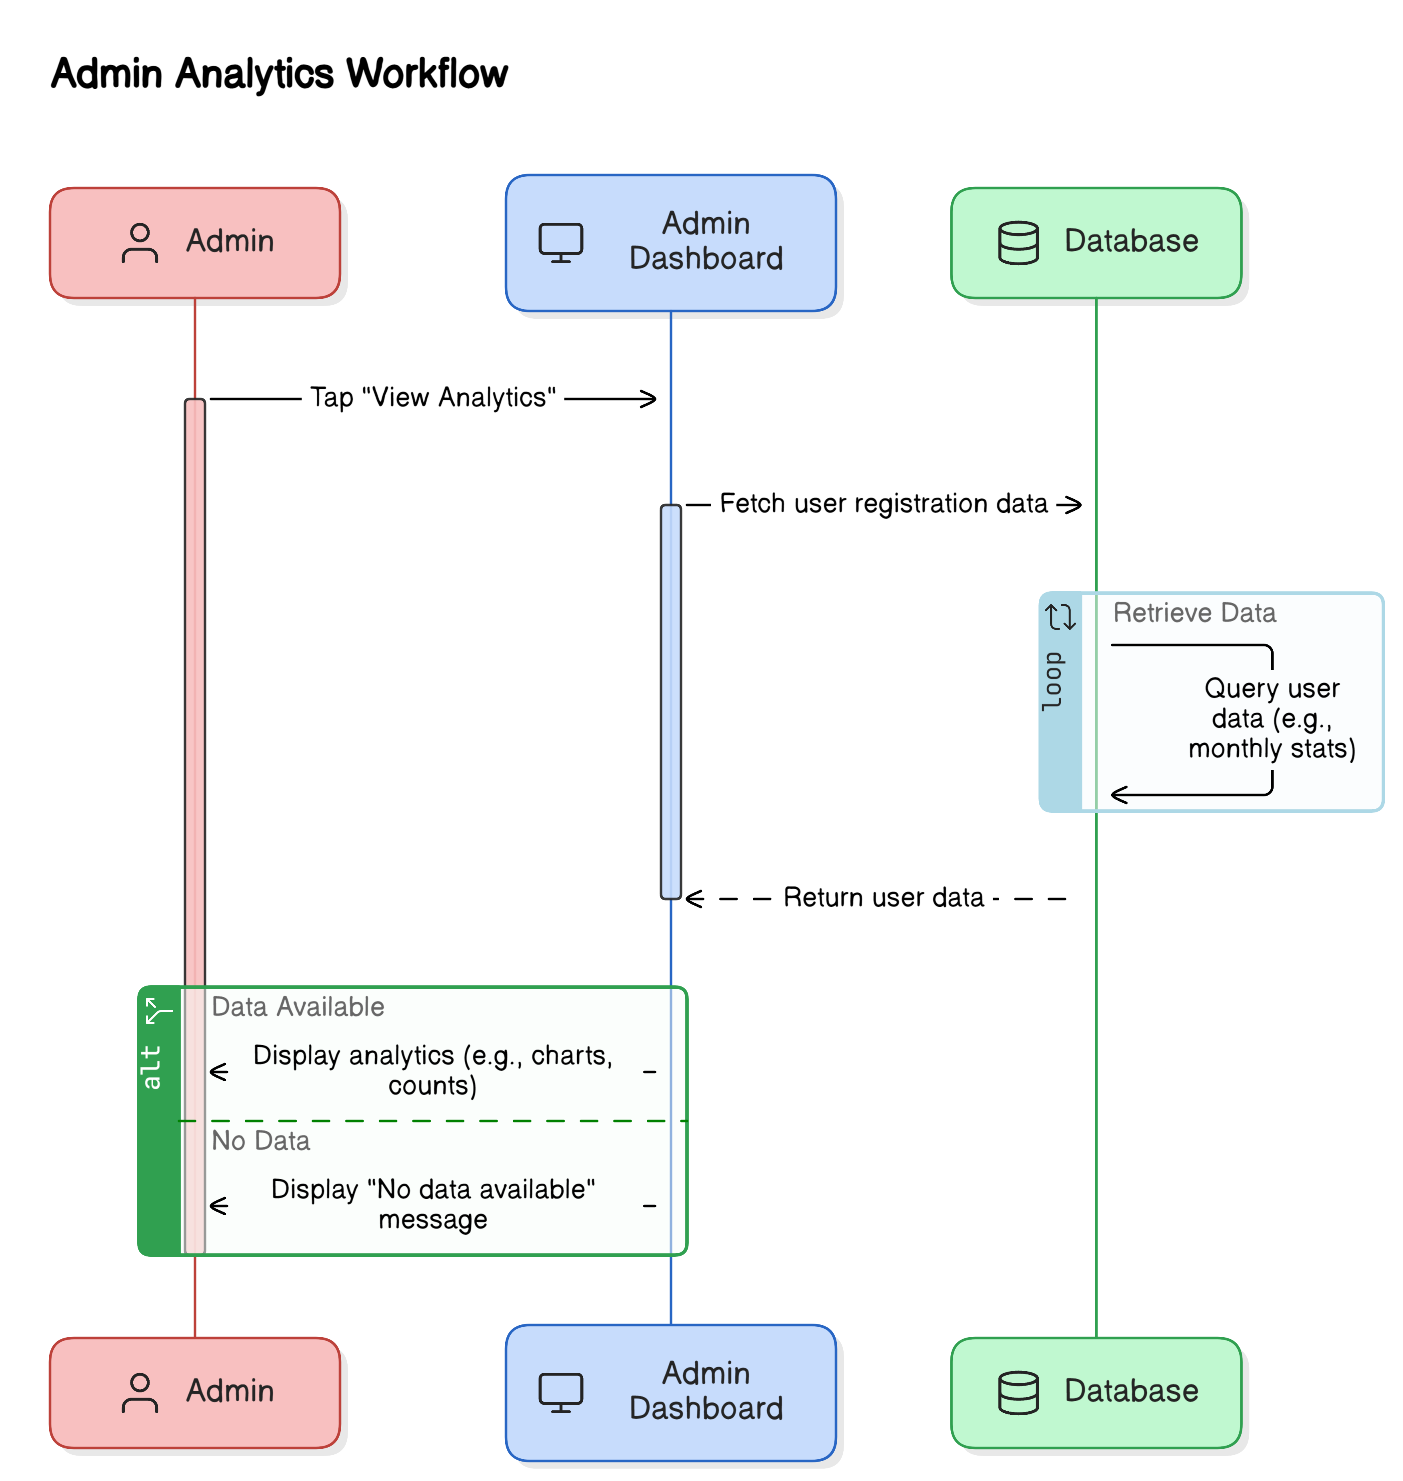 Admin Analytics Workflow
Admin
Admin
Dashboard
Database
Tap "View Analytics"
Fetch user registration data
loop
Retrieve Data
Query user
data (e.g.,
monthly stats)
Return user data
alt
Data Available
Display analytics (e.g., charts,
counts)
No Data
Display "No data available"
message
Admin
Admin
Dashboard
Database